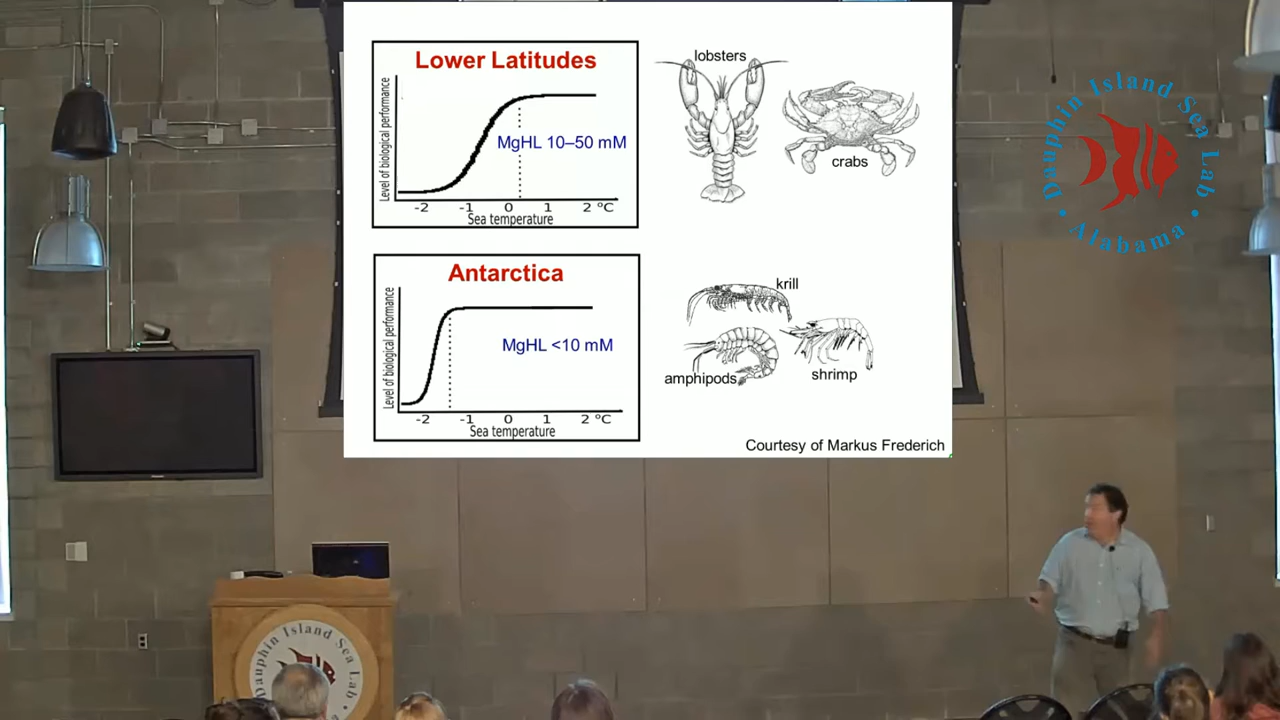 Lower Latitudes
Level of biological performance
MgHL 10–50 mM
-2 -1 0 1 2 ºC
Sea temperature
lobsters
crabs
Antarctica
Level of biological performance
MgHL <10 mM
-2 -1 0 1 2 ºC
Sea temperature
krill
amphipods
shrimp
Courtesy of Markus Frederich
Dauphin Island Sea Lab
• Alabama •
Dauphin Island Sea Lab